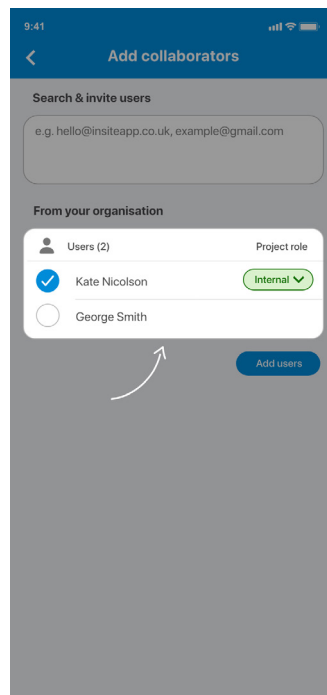 9:41
Add collaborators
Search & invite users
e.g. hello@insiteapp.co.uk, example@gmail.com
From your organisation
Users (2) Project role
Kate Nicolson Internal
George Smith
Add users